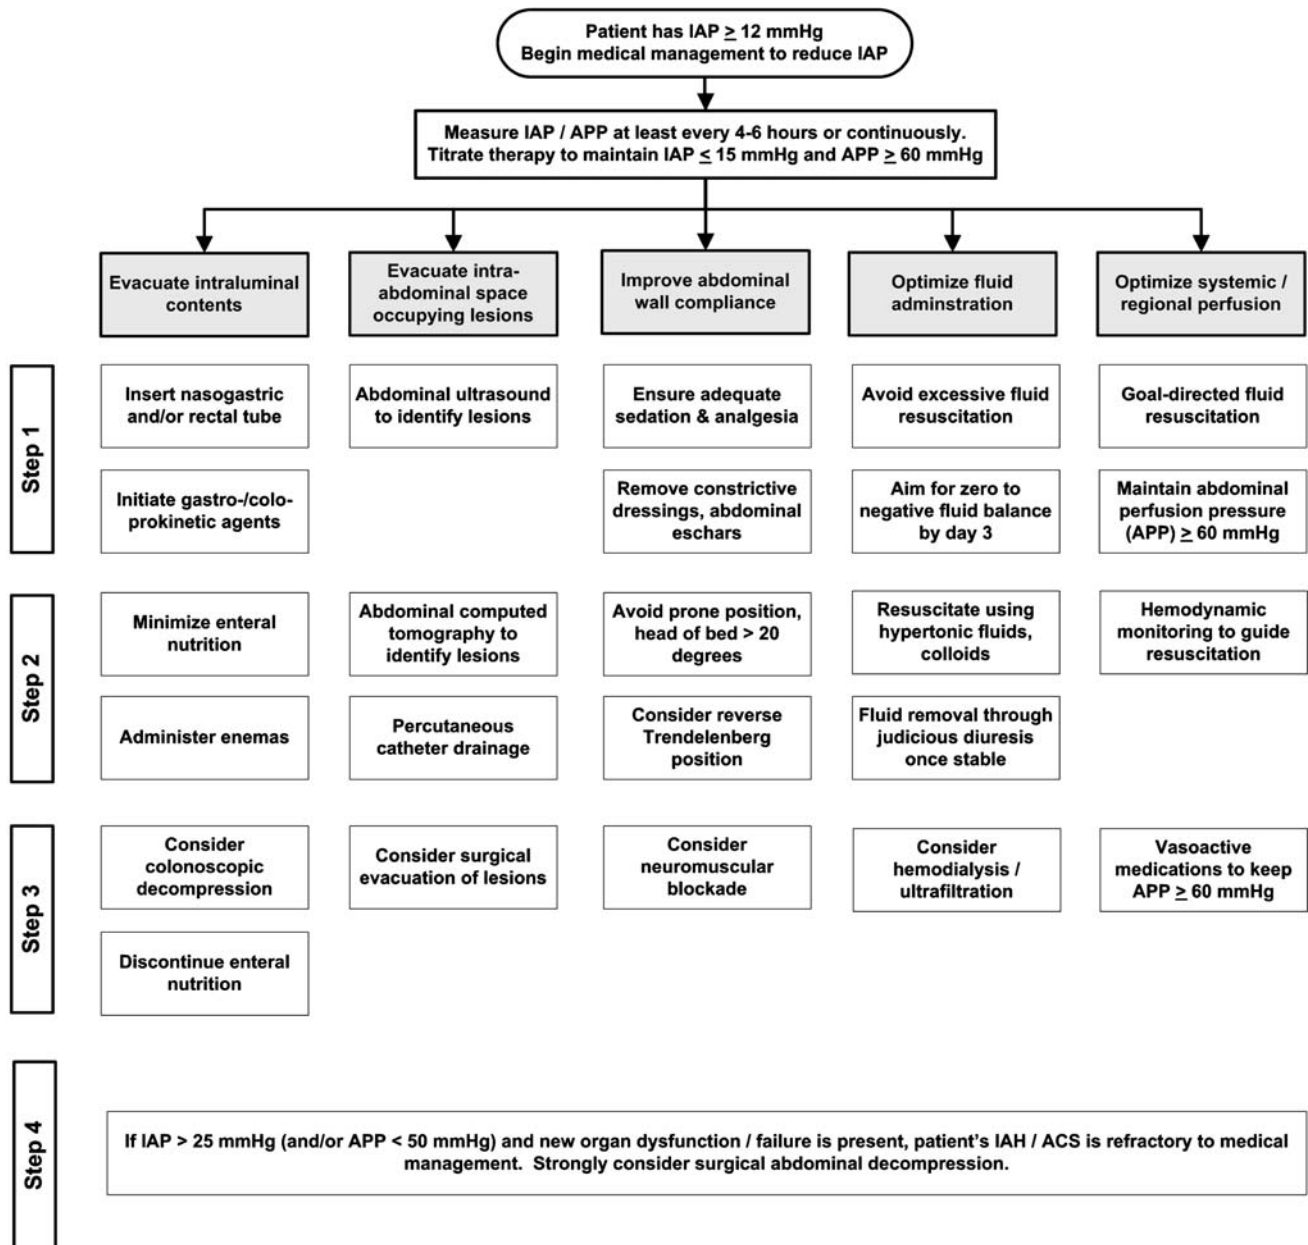 Patient has IAP ≥ 12 mmHg
Begin medical management to reduce IAP
Measure IAP / APP at least every 4-6 hours or continuously.
Titrate therapy to maintain IAP ≤ 15 mmHg and APP ≥ 60 mmHg
Evacuate intraluminal
contents
Evacuate intra-
abdominal space
occupying lesions
Improve abdominal
wall compliance
Optimize fluid
adminstration
Optimize systemic /
regional perfusion
Step 1
Insert nasogastric
and/or rectal tube
Abdominal ultrasound
to identify lesions
Ensure adequate
sedation & analgesia
Avoid excessive fluid
resuscitation
Goal-directed fluid
resuscitation
Initiate gastro-/colo-
prokinetic agents
Remove constrictive
dressings, abdominal
eschars
Aim for zero to
negative fluid balance
by day 3
Maintain abdominal
perfusion pressure
(APP) ≥ 60 mmHg
Step 2
Minimize enteral
nutrition
Abdominal computed
tomography to
identify lesions
Avoid prone position,
head of bed > 20
degrees
Resuscitate using
hypertonic fluids,
colloids
Hemodynamic
monitoring to guide
resuscitation
Administer enemas
Percutaneous
catheter drainage
Consider reverse
Trendelenberg
position
Fluid removal through
judicious diuresis
once stable
Step 3
Consider
colonoscopic
decompression
Consider surgical
evacuation of lesions
Consider
neuromuscular
blockade
Consider
hemodialysis /
ultrafiltration
Vasoactive
medications to keep
APP ≥ 60 mmHg
Discontinue enteral
nutrition
Step 4
If IAP > 25 mmHg (and/or APP < 50 mmHg) and new organ dysfunction / failure is present, patient's IAH / ACS is refractory to medical
management. Strongly consider surgical abdominal decompression.